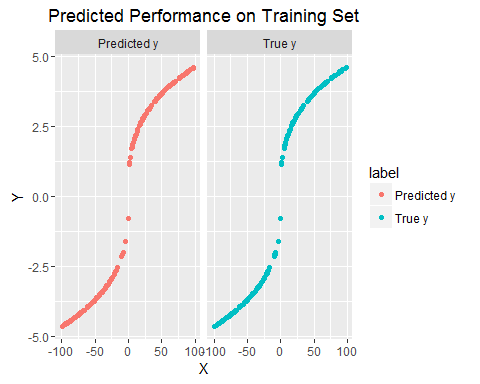 Predicted Performance on Training Set
Predicted y True y
5.0
2.5
0.0
-2.5
-5.0
Y
-100 -50 0 50 100 -100 -50 0 50 100
X
label
Predicted y
True y